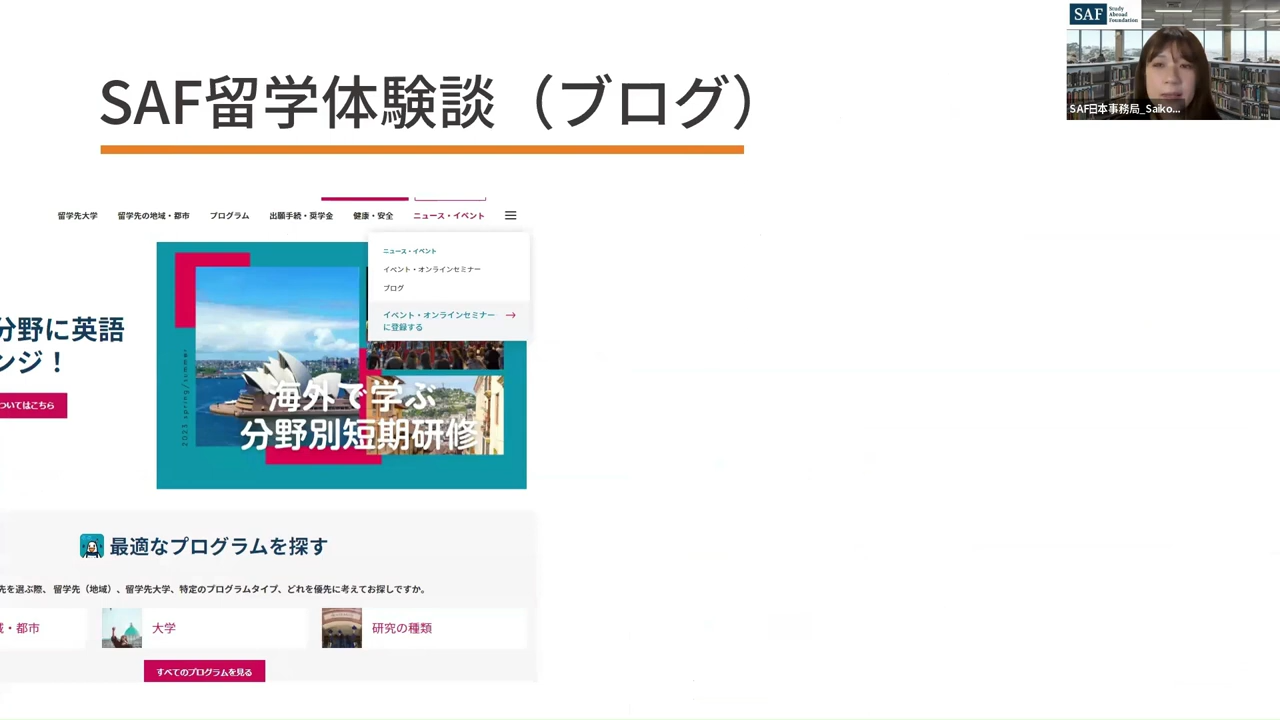 SAF留学体験談（ブログ）
SAF Study Abroad Foundation
SAF日本事務局_Saiko...
留学先大学 留学先の地域・都市 プログラム 出願手続・奨学金 健康・安全 ニュース・イベント
ニュース・イベント
イベント・オンラインセミナー
ブログ
イベント・オンラインセミナー
に登録する
分野に英語
ンジ！
ついてはこちら
2023 spring/summer
海外で学ぶ
分野別短期研修
最適なプログラムを探す
先を選ぶ際、 留学先（地域）、留学先大学、特定のプログラムタイプ、どれを優先に考えてお探しですか。
域・都市
大学
研究の種類
すべてのプログラムを見る